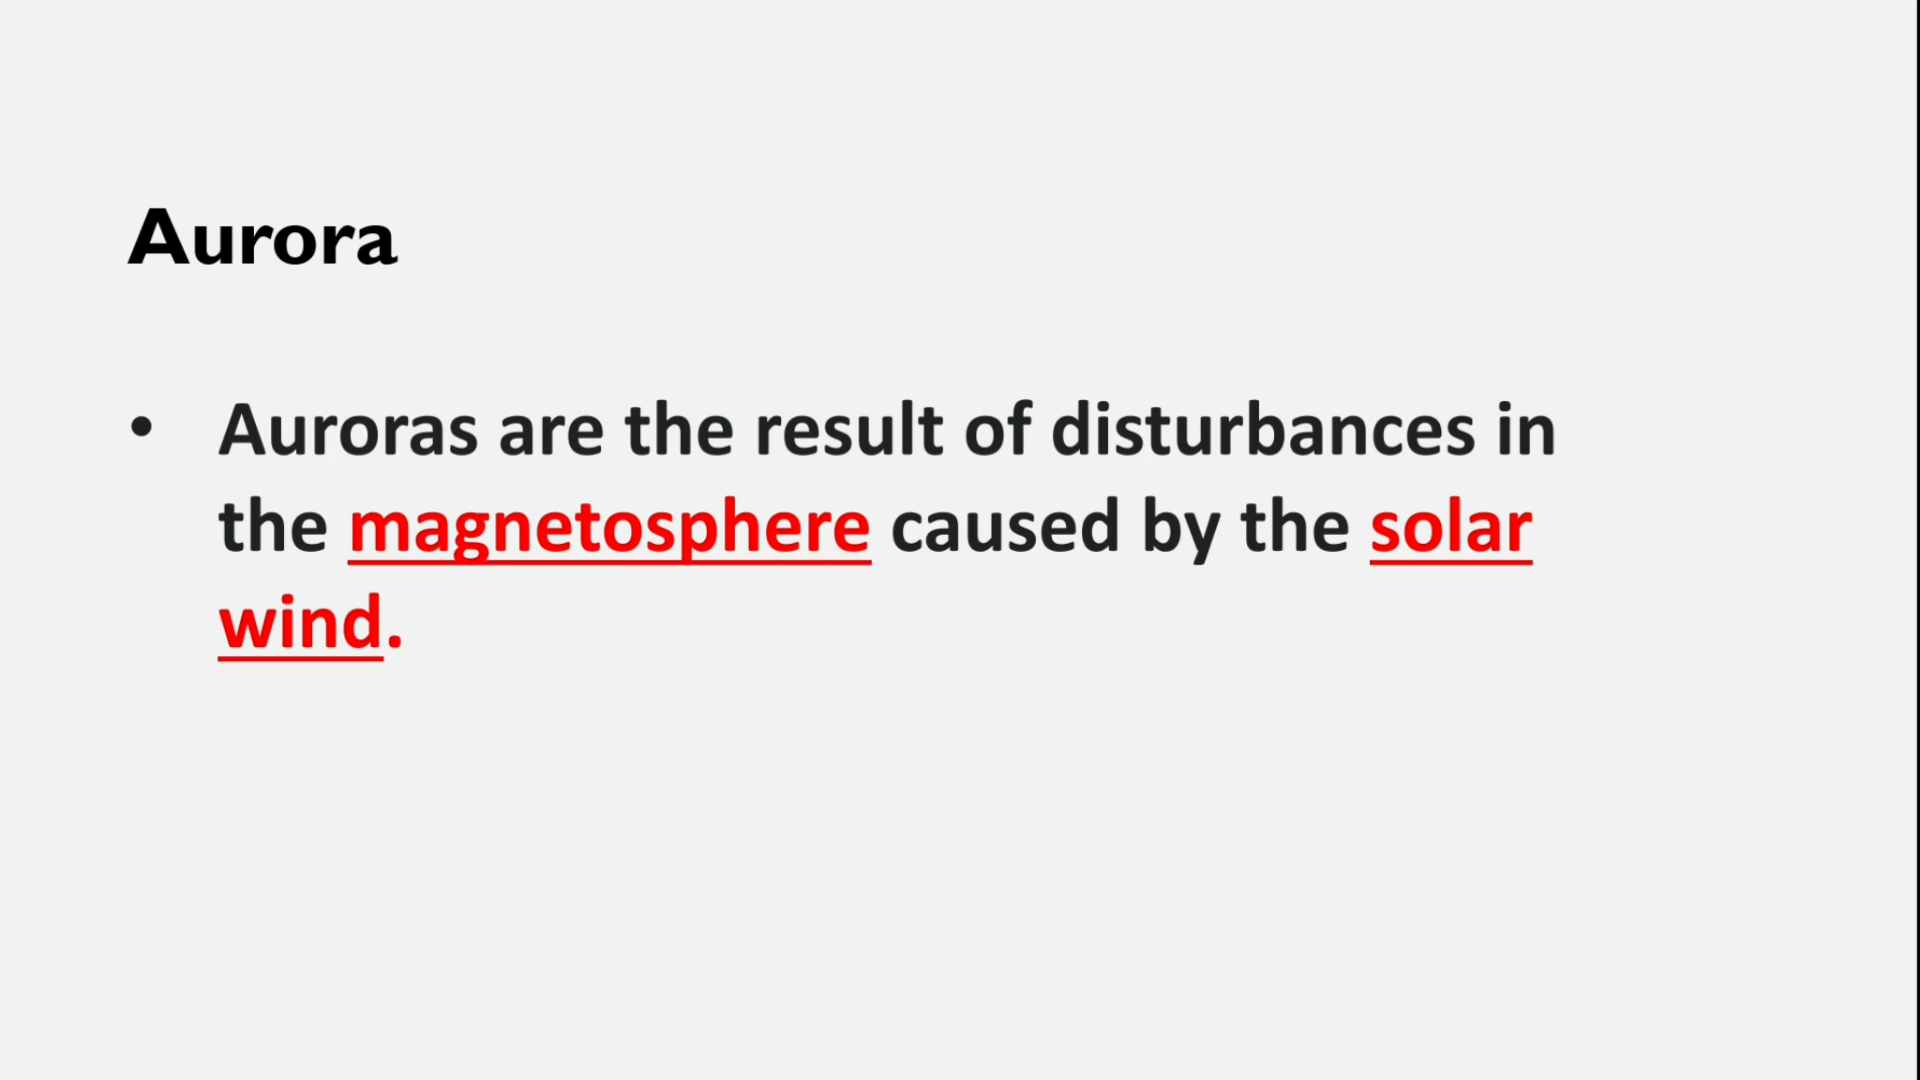 Aurora
• Auroras are the result of disturbances in
the magnetosphere caused by the solar
wind.